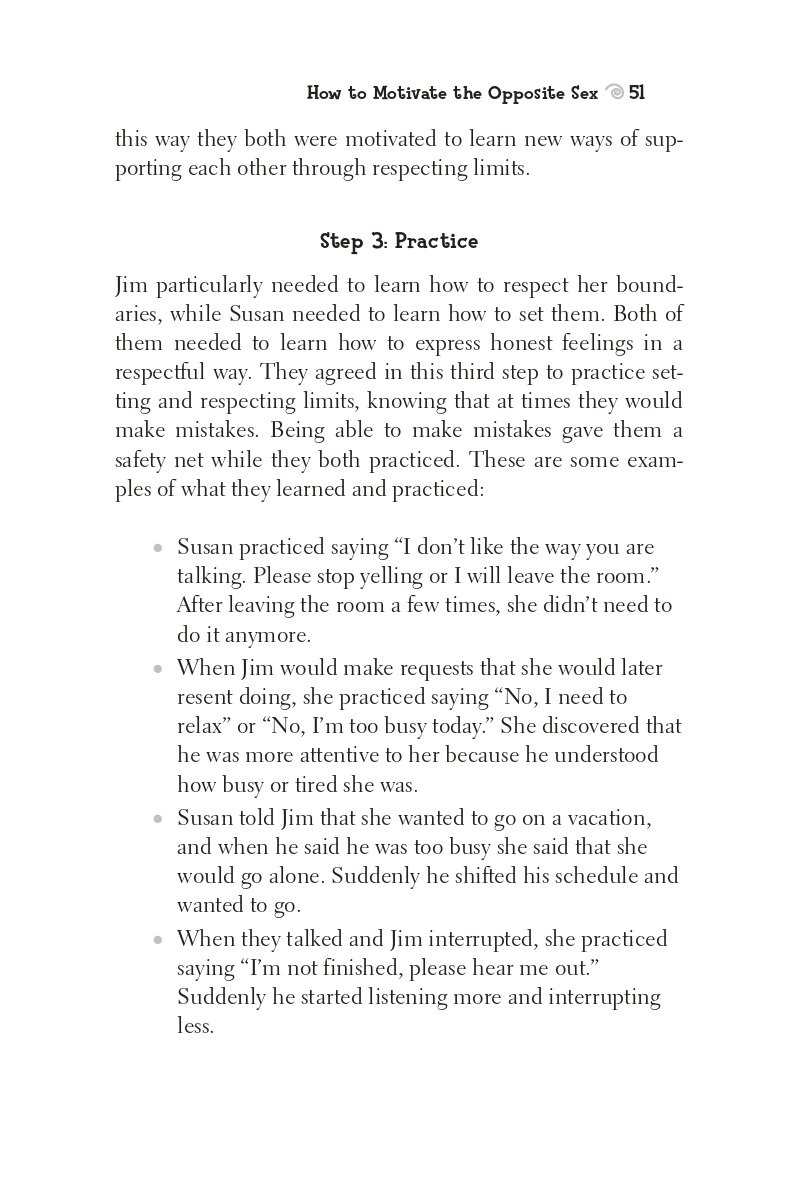 How to Motivate the Opposite Sex 51
this way they both were motivated to learn new ways of sup-
porting each other through respecting limits.
Step 3: Practice
Jim particularly needed to learn how to respect her bound-
aries, while Susan needed to learn how to set them. Both of
them needed to learn how to express honest feelings in a
respectful way. They agreed in this third step to practice set-
ting and respecting limits, knowing that at times they would
make mistakes. Being able to make mistakes gave them a
safety net while they both practiced. These are some exam-
ples of what they learned and practiced:
• Susan practiced saying “I don’t like the way you are
talking. Please stop yelling or I will leave the room.”
After leaving the room a few times, she didn’t need to
do it anymore.
• When Jim would make requests that she would later
resent doing, she practiced saying “No, I need to
relax” or “No, I’m too busy today.” She discovered that
he was more attentive to her because he understood
how busy or tired she was.
• Susan told Jim that she wanted to go on a vacation,
and when he said he was too busy she said that she
would go alone. Suddenly he shifted his schedule and
wanted to go.
• When they talked and Jim interrupted, she practiced
saying “I’m not finished, please hear me out.”
Suddenly he started listening more and interrupting
less.